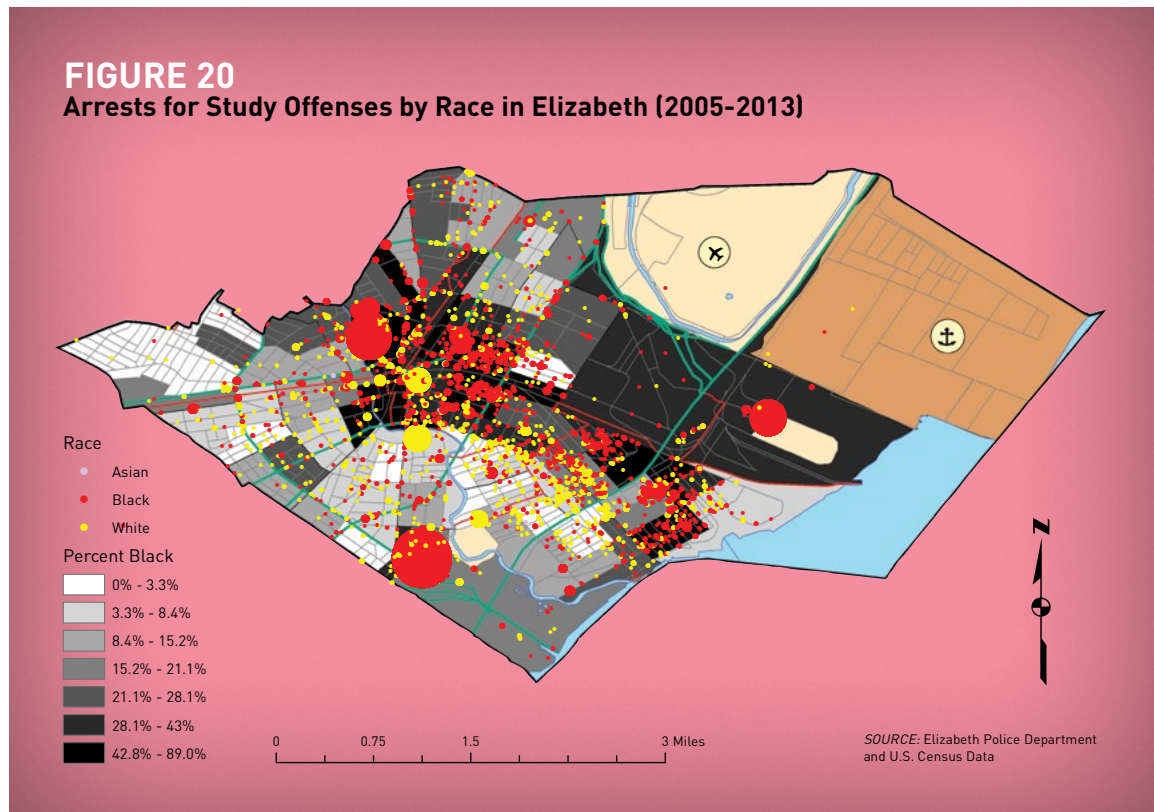 FIGURE 20
Arrests for Study Offenses by Race in Elizabeth (2005-2013)
Race
Asian
Black
White
Percent Black
0% - 3.3%
3.3% - 8.4%
8.4% - 15.2%
15.2% - 21.1%
21.1% - 28.1%
28.1% - 43%
42.8% - 89.0%
0 0.75 1.5 3 Miles
SOURCE: Elizabeth Police Department
and U.S. Census Data
N